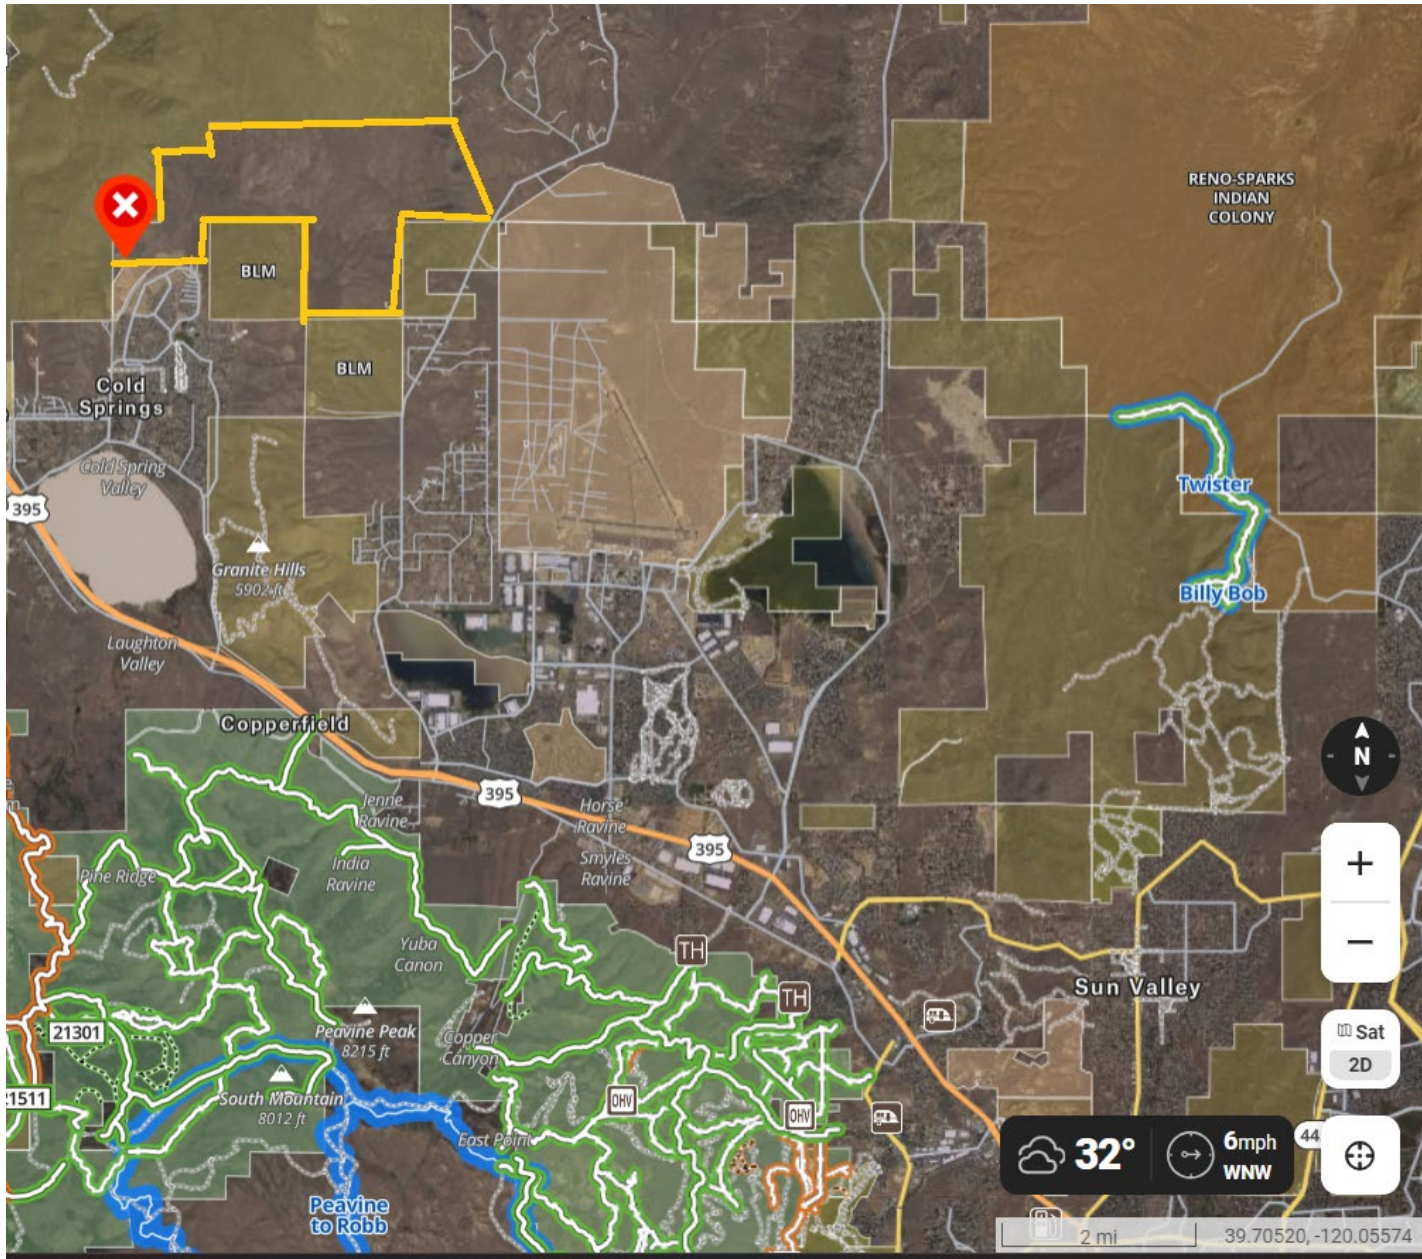 RENO-SPARKS
INDIAN
COLONY
BLM
BLM
Cold
Springs
Cold Spring
Valley
395
Twister
Granite Hills
5902 ft
Billy Bob
Laughton
Valley
Copperfield
N
395
Jenne
Ravine
Horse
Ravine
395
India
Ravine
Smyles
Ravine
Pine Ridge
+
−
Yuba
Canon
TH
TH
Sun Valley
21301
Peavine Peak
8215 ft
Copper
Canyon
Sat
2D
South Mountain
8012 ft
OHV
OHV
East Point
32°
6mph
WNW
44
Peavine
to Robb
2 mi
39.70520, -120.05574